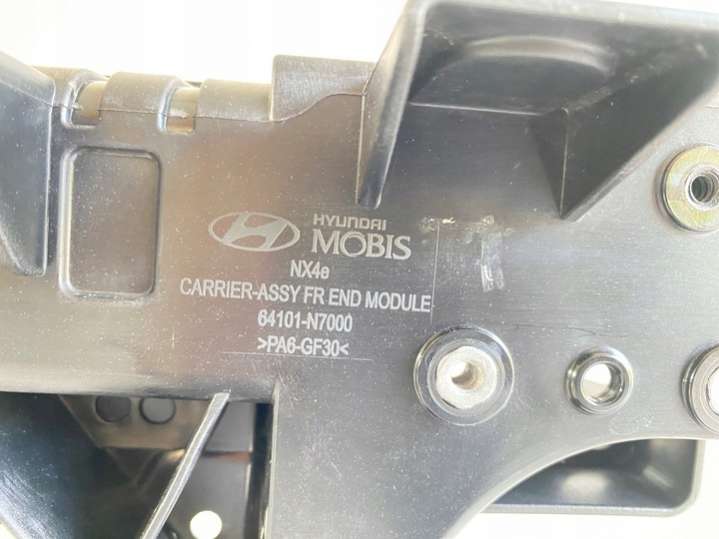 HYUNDAI
MOBIS
NX4e
CARRIER-ASSY FR END MODULE
64101-N7000
>PA6-GF30<